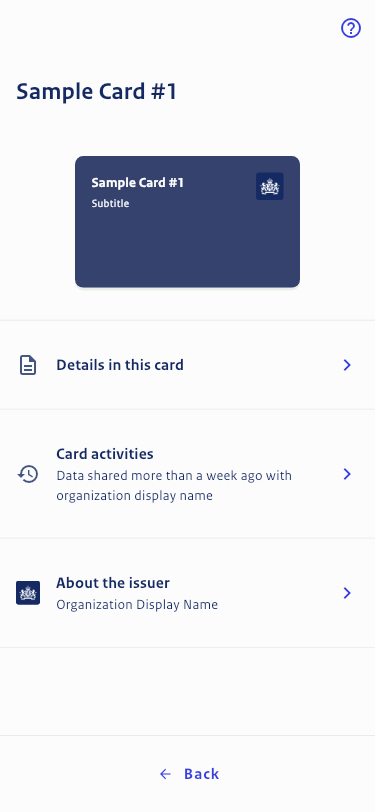 Sample Card #1
Sample Card #1
Subtitle
Details in this card
Card activities
Data shared more than a week ago with
organization display name
About the issuer
Organization Display Name
Back